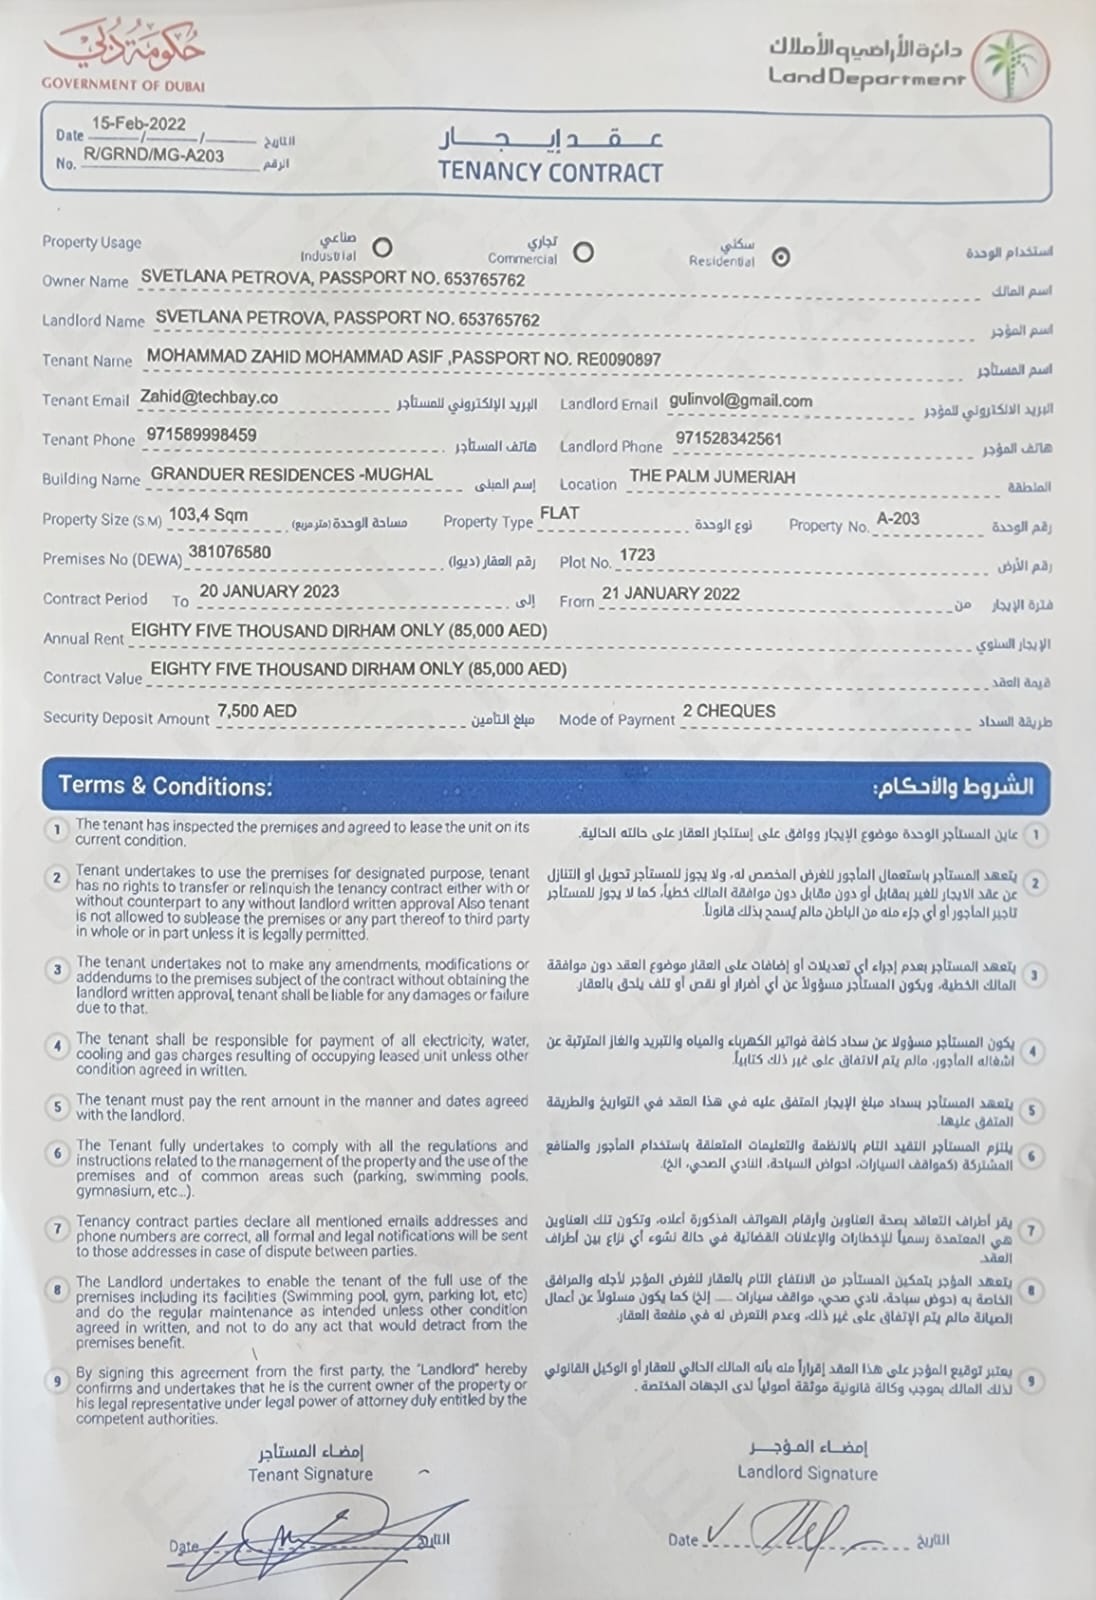 حكومة دبي
GOVERNMENT OF DUBAI
دائرة الأراضي والأملاك
Land Department
Date 15-Feb-2022 التاريخ
No. R/GRND/MG-A203 الرقم
عقد إيجار
TENANCY CONTRACT
Property Usage صناعي Industrial تجاري Commercial سكني Residential استخدام الوحدة
Owner Name SVETLANA PETROVA, PASSPORT NO. 653765762 اسم المالك
Landlord Name SVETLANA PETROVA, PASSPORT NO. 653765762 اسم المؤجر
Tenant Name MOHAMMAD ZAHID MOHAMMAD ASIF ,PASSPORT NO. RE0090897 اسم المستأجر
Tenant Email Zahid@techbay.co البريد الإلكتروني للمستأجر Landlord Email gulinvol@gmail.com البريد الالكتروني للمؤجر
Tenant Phone 971589998459 هاتف المستأجر Landlord Phone 971528342561 هاتف المؤجر
Building Name GRANDUER RESIDENCES -MUGHAL إسم المبنى Location THE PALM JUMERIAH المنطقة
Property Size (S.M) 103,4 Sqm مساحة الوحدة (متر مربع) Property Type FLAT نوع الوحدة Property No. A-203 رقم الوحدة
Premises No (DEWA) 381076580 رقم العقار (ديوا) Plot No. 1723 رقم الأرض
Contract Period To 20 JANUARY 2023 إلى From 21 JANUARY 2022 من فترة الإيجار
Annual Rent EIGHTY FIVE THOUSAND DIRHAM ONLY (85,000 AED) الإيجار السنوي
Contract Value EIGHTY FIVE THOUSAND DIRHAM ONLY (85,000 AED) قيمة العقد
Security Deposit Amount 7,500 AED مبلغ التأمين Mode of Payment 2 CHEQUES طريقة السداد
Terms & Conditions: الشروط والأحكام:
1 The tenant has inspected the premises and agreed to lease the unit on its
current condition.
1 عاين المستأجر الوحدة موضوع الإيجار ووافق على إستئجار العقار على حالته الحالية.
2 Tenant undertakes to use the premises for designated purpose, tenant
has no rights to transfer or relinquish the tenancy contract either with or
without counterpart to any without landlord written approval Also tenant
is not allowed to sublease the premises or any part thereof to third party
in whole or in part unless it is legally permitted.
2 يتعهد المستأجر باستعمال المأجور للغرض المخصص له، ولا يجوز للمستأجر تحويل أو التنازل
عن عقد الايجار للغير بمقابل أو دون مقابل دون موافقة المالك خطياً، كما لا يجوز للمستأجر
تاجير المأجور أو أي جزء منه من الباطن مالم يُسمح بذلك قانوناً.
3 The tenant undertakes not to make any amendments, modifications or
addendums to the premises subject of the contract without obtaining the
landlord written approval, tenant shall be liable for any damages or failure
due to that.
3 يتعهد المستأجر بعدم إجراء أي تعديلات أو إضافات على العقار موضوع العقد دون موافقة
المالك الخطية، ويكون المستأجر مسؤولاً عن أي أضرار أو نقص أو تلف يلحق بالعقار
4 The tenant shall be responsible for payment of all electricity, water,
cooling and gas charges resulting of occupying leased unit unless other
condition agreed in written.
4 يكون المستأجر مسؤولا عن سداد كافة فواتير الكهرباء والمياه والتبريد والغاز المترتبة عن
اشغاله المأجور، مالم يتم الاتفاق على غير ذلك كتابياً.
5 The tenant must pay the rent amount in the manner and dates agreed
with the landlord.
5 يتعهد المستأجر بسداد مبلغ الإيجار المتفق عليه في هذا العقد في التواريخ والطريقة
المتفق عليها.
6 The Tenant fully undertakes to comply with all the regulations and
instructions related to the management of the property and the use of the
premises and of common areas such (parking, swimming pools,
gymnasium, etc...).
6 يلتزم المستأجر التقيد التام بالانظمة والتعليمات المتعلقة باستخدام المأجور والمنافع
المشتركة (كمواقف السيارات، احواض السباحة، النادي الصحي، الخ).
7 Tenancy contract parties declare all mentioned emails addresses and
phone numbers are correct, all formal and legal notifications will be sent
to those addresses in case of dispute between parties.
7 يقر أطراف التعاقد بصحة العناوين وأرقام الهواتف المذكورة أعلاه، وتكون تلك العناوين
هي المعتمدة رسمياً للإخطارات والإعلانات القضائية في حالة نشوء أي نزاع بين أطراف
العقد.
8 The Landlord undertakes to enable the tenant of the full use of the
premises including its facilities (Swimming pool, gym, parking lot, etc)
and do the regular maintenance as intended unless other condition
agreed in written, and not to do any act that would detract from the
premises benefit.
8 يتعهد المؤجر بتمكين المستأجر من الانتفاع التام بالعقار للغرض المؤجر لأجله والمرافق
الخاصة به (حوض سباحة، نادي صحي، مواقف سيارات ..... إلخ) كما يكون مسئولاً عن أعمال
الصيانة مالم يتم الإتفاق على غير ذلك، وعدم التعرض له في منفعة العقار.
9 By signing this agreement from the first party, the "Landlord" hereby
confirms and undertakes that he is the current owner of the property or
his legal representative under legal power of attorney duly entitled by the
competent authorities.
9 يعتبر توقيع المؤجر على هذا العقد إقراراً منه بأنه المالك الحالي للعقار أو الوكيل القانوني
لذلك المالك بموجب وكالة قانونية موثقة أصولياً لدى الجهات المختصة .
إمضاء المستأجر
Tenant Signature
إمضاء المؤجر
Landlord Signature
Date التاريخ
Date التاريخ